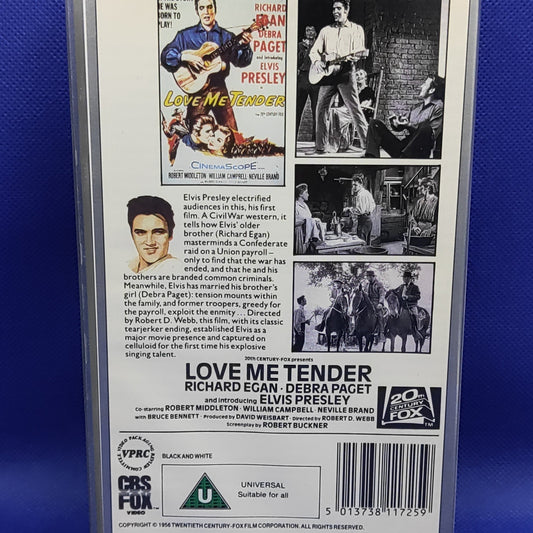 WAS
BORN TO
PLAY!
RICHARD
EGAN
DEBRA
PAGET
and introducing
ELVIS
PRESLEY
LOVE ME TENDER
CINEMASCOPE
ROBERT MIDDLETON · WILLIAM CAMPBELL · NEVILLE BRAND
Elvis Presley electrified
audiences in this, his first
film. A Civil War western, it
tells how Elvis' older
brother (Richard Egan)
masterminds a Confederate
raid on a Union payroll –
only to find that the war has
ended, and that he and his
brothers are branded common criminals.
Meanwhile, Elvis has married his brother's
girl (Debra Paget): tension mounts within
the family, and former troopers, greedy for
the payroll, exploit the enmity ... Directed
by Robert D. Webb, this film, with its classic
tearjerker ending, established Elvis as a
major movie presence and captured on
celluloid for the first time his explosive
singing talent.
20th CENTURY-FOX presents
LOVE ME TENDER
RICHARD EGAN · DEBRA PAGET
and introducing ELVIS PRESLEY
Co-starring ROBERT MIDDLETON · WILLIAM CAMPBELL · NEVILLE BRAND
with BRUCE BENNETT · Produced by DAVID WEISBART · Directed by ROBERT D. WEBB
Screenplay by ROBERT BUCKNER
20TH
CENTURY
FOX
TM
VIDEO PACKAGING
REVIEW COMMITTEE
VPRC
BLACK AND WHITE
CBS
FOX
VIDEO
U
UNIVERSAL
Suitable for all
5 013738 117259
COPYRIGHT © 1956 TWENTIETH CENTURY-FOX FILM CORPORATION. ALL RIGHTS RESERVED.